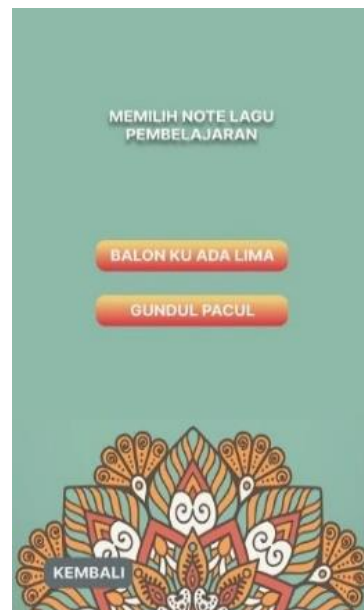 MEMILIH NOTE LAGU
PEMBELAJARAN
BALON KU ADA LIMA
GUNDUL PACUL
KEMBALI